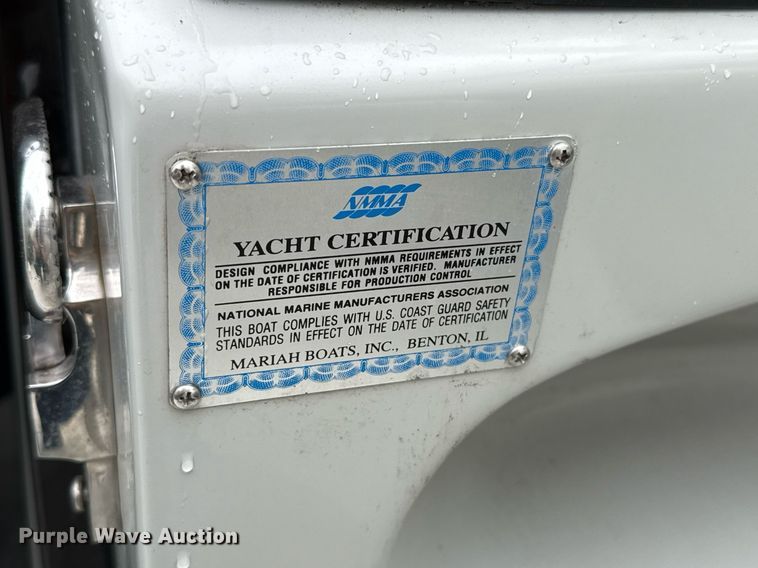 NMMA
YACHT CERTIFICATION
DESIGN COMPLIANCE WITH NMMA REQUIREMENTS IN EFFECT
ON THE DATE OF CERTIFICATION IS VERIFIED. MANUFACTURER
RESPONSIBLE FOR PRODUCTION CONTROL
NATIONAL MARINE MANUFACTURERS ASSOCIATION
THIS BOAT COMPLIES WITH U.S. COAST GUARD SAFETY
STANDARDS IN EFFECT ON THE DATE OF CERTIFICATION
MARIAH BOATS, INC., BENTON, IL
Purple Wave Auction